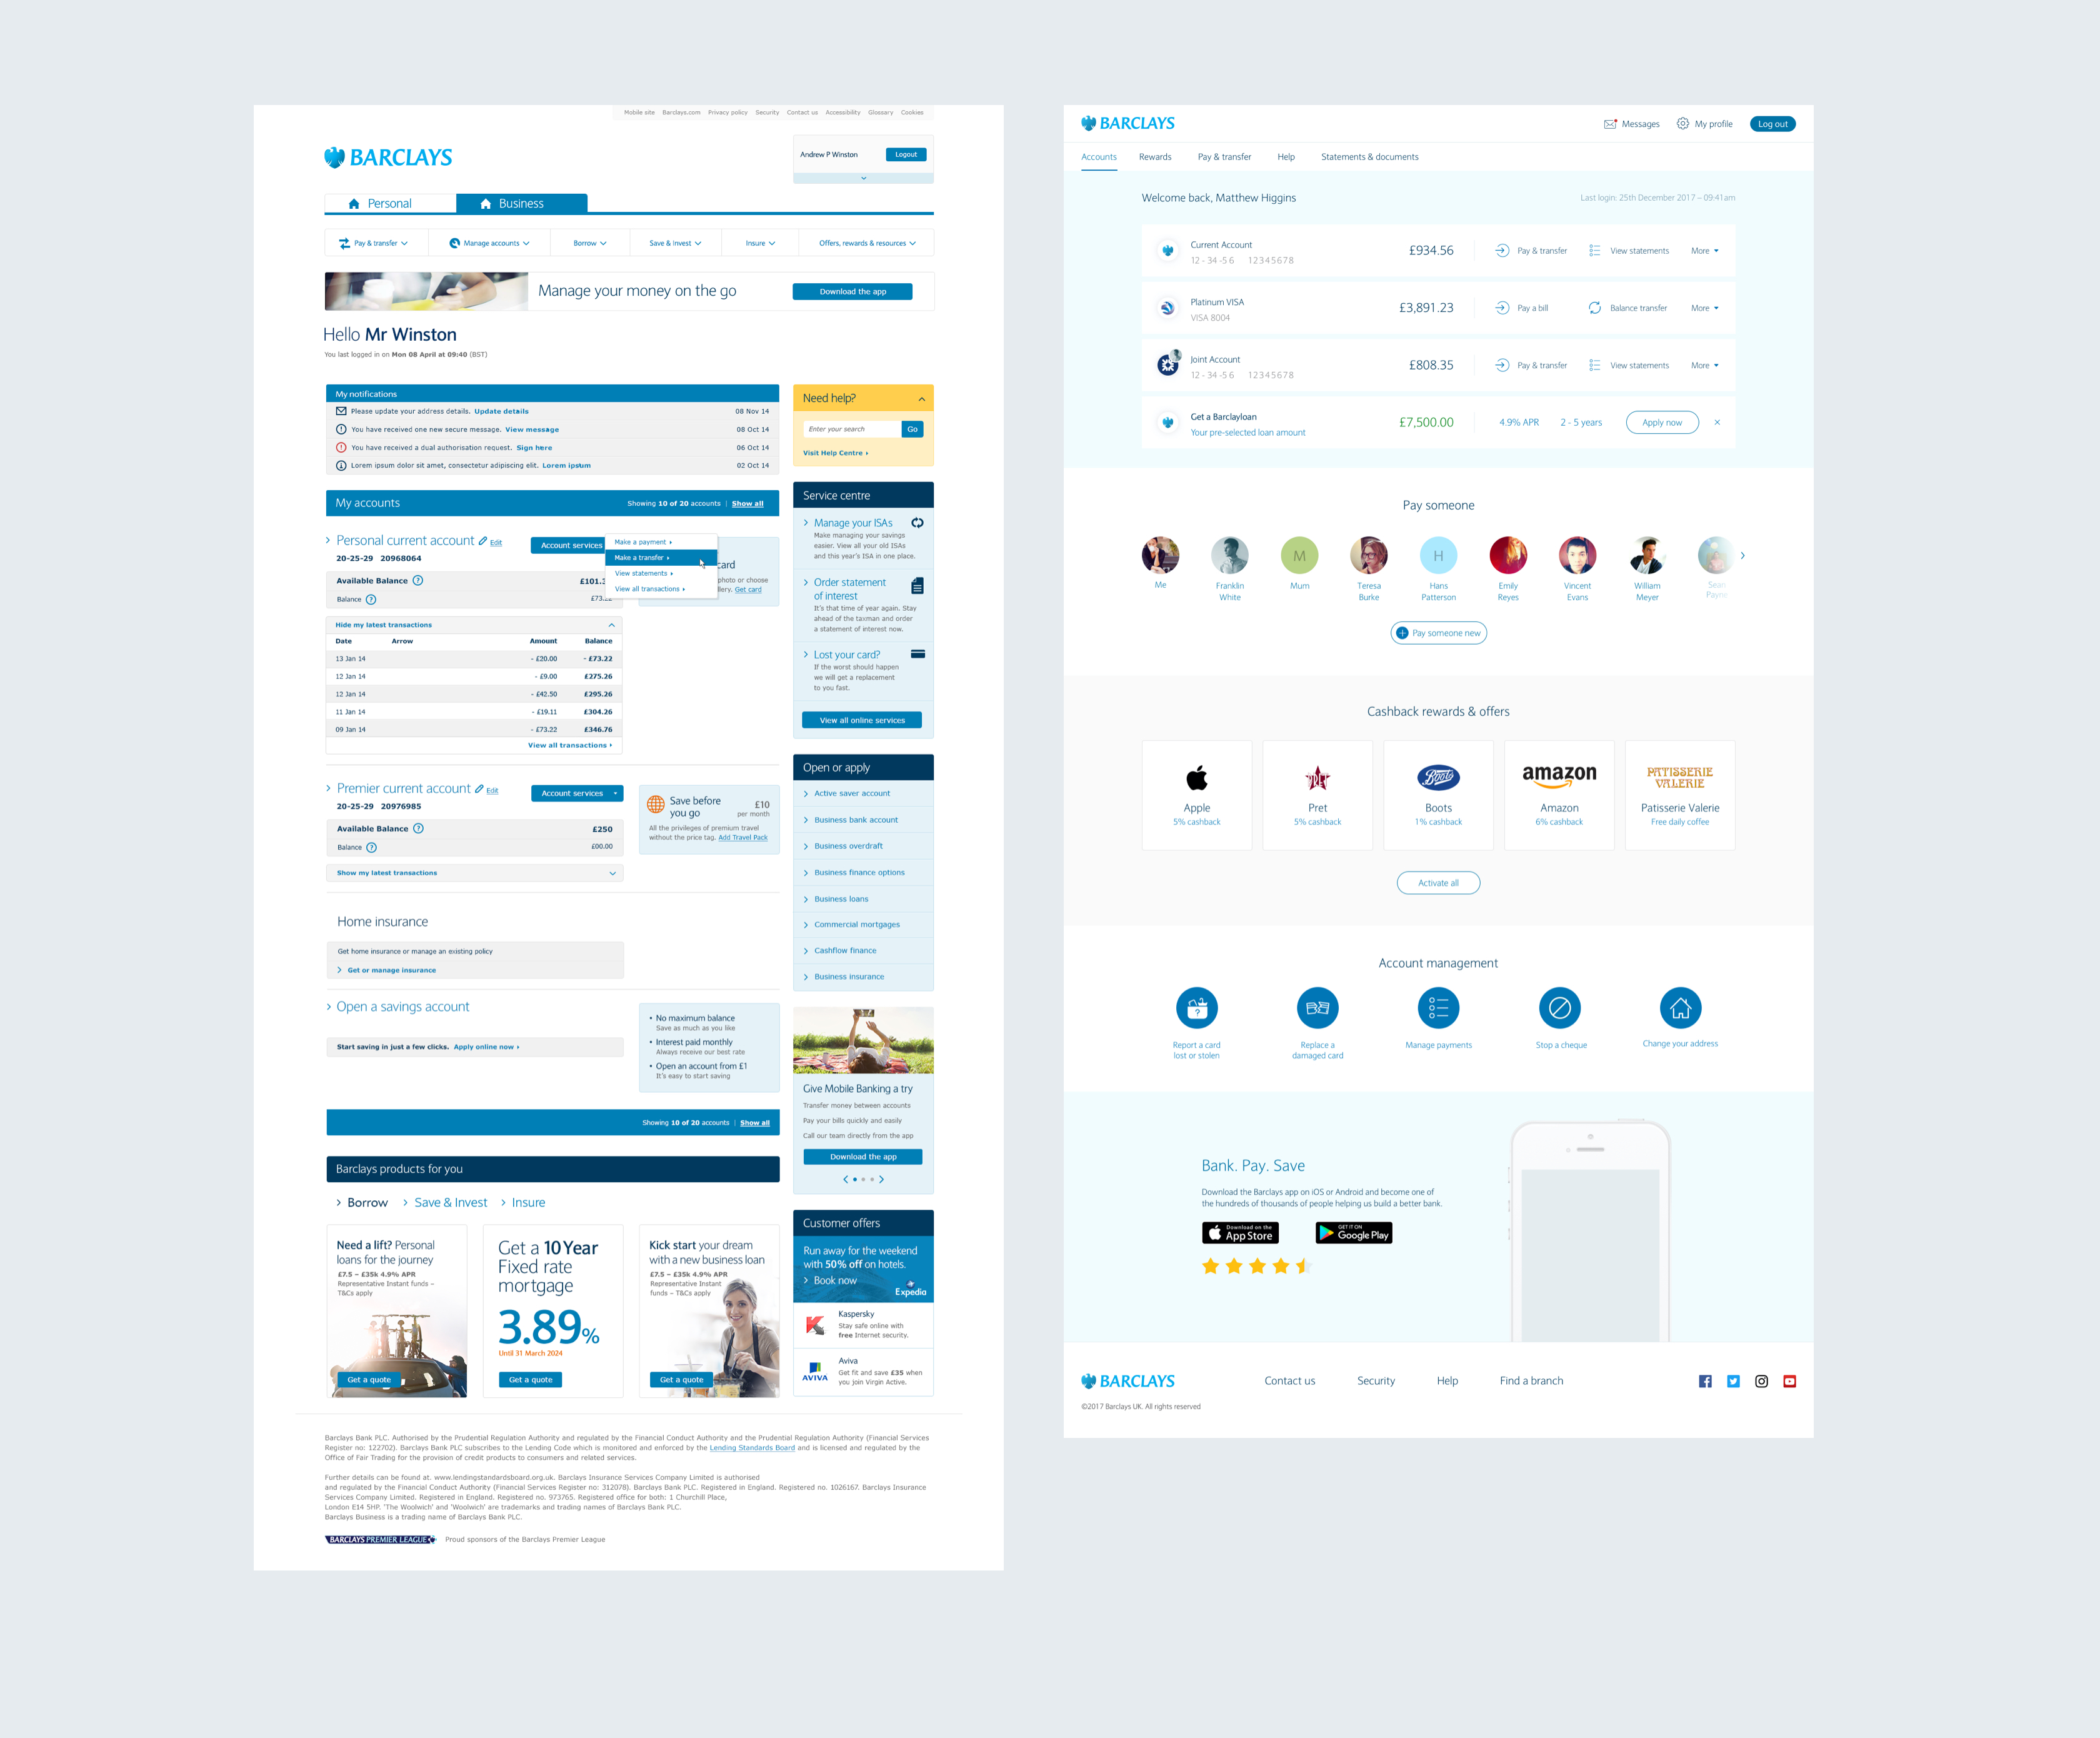 Mobile site Barclays.com Privacy policy Security Contact us Accessibility Glossary Cookies
BARCLAYS
Andrew P Winston Logout
Personal Business
Pay & transfer Manage accounts Borrow Save & Invest Insure Offers, rewards & resources
Manage your money on the go Download the app
Hello Mr Winston
You last logged in on Mon 08 April at 09:40 (BST)
My notifications
Please update your address details. Update details 08 Nov 14
You have received one new secure message. View message 08 Oct 14
You have received a dual authorisation request. Sign here 06 Oct 14
Lorem ipsum dolor sit amet, consectetur adipiscing elit. Lorem ipsum 02 Oct 14
My accounts Showing 10 of 20 accounts | Show all
Personal current account Edit Account services
20-25-29 20968064
Make a payment
Make a transfer
View statements
View all transactions
card
photo or choose
Get card
Available Balance ? £101.
Balance ? £73.
Hide my latest transactions
Date Arrow Amount Balance
13 Jan 14 - £20.00 - £73.22
12 Jan 14 - £9.00 £275.26
12 Jan 14 - £42.50 £295.26
11 Jan 14 - £19.11 £304.26
09 Jan 14 - £73.22 £346.76
View all transactions
Premier current account Edit Account services
20-25-29 20976985
Available Balance ? £250
Balance ? £00.00
Show my latest transactions
Save before
you go
£10
per month
All the privileges of premium travel
without the price tag. Add Travel Pack
Home insurance
Get home insurance or manage an existing policy
Get or manage insurance
Open a savings account
Start saving in just a few clicks. Apply online now
• No maximum balance
Save as much as you like
• Interest paid monthly
Always receive our best rate
• Open an account from £1
It's easy to start saving
Showing 10 of 20 accounts | Show all
Barclays products for you
Borrow Save & Invest Insure
Need a lift? Personal
loans for the journey
£7.5 – £35k 4.9% APR
Representative Instant funds –
T&Cs apply
Get a quote
Get a 10 Year
Fixed rate
mortgage
3.89%
Until 31 March 2024
Get a quote
Kick start your dream
with a new business loan
£7.5 – £35k 4.9% APR
Representative Instant
funds – T&Cs apply
Get a quote
Need help?
Enter your search Go
Visit Help Centre
Service centre
Manage your ISAs
Make managing your savings
easier. View all your old ISAs
and this year's ISA in one place.
Order statement
of interest
It's that time of year again. Stay
ahead of the taxman and order
a statement of interest now.
Lost your card?
If the worst should happen
we will get a replacement
to you fast.
View all online services
Open or apply
Active saver account
Business bank account
Business overdraft
Business finance options
Business loans
Commercial mortgages
Cashflow finance
Business insurance
Give Mobile Banking a try
Transfer money between accounts
Pay your bills quickly and easily
Call our team directly from the app
Download the app
Customer offers
Run away for the weekend
with 50% off on hotels.
Book now
Expedia
Kaspersky
Stay safe online with
free Internet security.
AVIVA
Aviva
Get fit and save £35 when
you join Virgin Active.
Barclays Bank PLC. Authorised by the Prudential Regulation Authority and regulated by the Financial Conduct Authority and the Prudential Regulation Authority (Financial Services
Register no: 122702). Barclays Bank PLC subscribes to the Lending Code which is monitored and enforced by the Lending Standards Board and is licensed and regulated by the
Office of Fair Trading for the provision of credit products to consumers and related services.
Further details can be found at. www.lendingstandardsboard.org.uk. Barclays Insurance Services Company Limited is authorised
and regulated by the Financial Conduct Authority (Financial Services Register no: 312078). Barclays Bank PLC. Registered in England. Registered no. 1026167. Barclays Insurance
Services Company Limited. Registered in England. Registered no. 973765. Registered office for both: 1 Churchill Place,
London E14 5HP. 'The Woolwich' and 'Woolwich' are trademarks and trading names of Barclays Bank PLC.
Barclays Business is a trading name of Barclays Bank PLC.
BARCLAYS PREMIER LEAGUE Proud sponsors of the Barclays Premier League
BARCLAYS
Messages My profile Log out
Accounts Rewards Pay & transfer Help Statements & documents
Welcome back, Matthew Higgins Last login: 25th December 2017 – 09:41am
Current Account
12 - 34 -5 6 12345678
£934.56 Pay & transfer View statements More
Platinum VISA
VISA 8004
£3,891.23 Pay a bill Balance transfer More
Joint Account
12 - 34 -5 6 12345678
£808.35 Pay & transfer View statements More
Get a Barclayloan
Your pre-selected loan amount
£7,500.00 4.9% APR 2 - 5 years Apply now ×
Pay someone
M H
Me
Franklin
White
Mum
Teresa
Burke
Hans
Patterson
Emily
Reyes
Vincent
Evans
William
Meyer
Sean
Payne
Pay someone new
Cashback rewards & offers
PRET Boots amazon PATISSERIE
VALERIE
Apple Pret Boots Amazon Patisserie Valerie
5% cashback 5% cashback 1% cashback 6% cashback Free daily coffee
Activate all
Account management
Report a card
lost or stolen
Replace a
damaged card
Manage payments
Stop a cheque
Change your address
Bank. Pay. Save
Download the Barclays app on iOS or Android and become one of
the hundreds of thousands of people helping us build a better bank.
Download on the
App Store
GET IT ON
Google Play
BARCLAYS
Contact us Security Help Find a branch
©2017 Barclays UK. All rights reserved